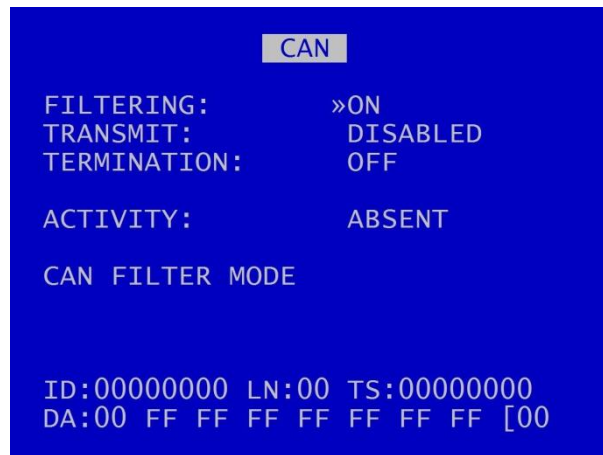 CAN
FILTERING: »ON
TRANSMIT: DISABLED
TERMINATION: OFF
ACTIVITY: ABSENT
CAN FILTER MODE
ID:00000000 LN:00 TS:00000000
DA:00 FF FF FF FF FF FF FF [00